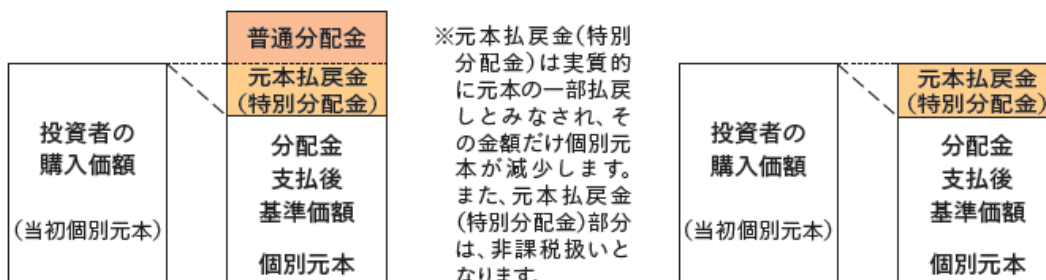 普通分配金
元本払戻金
(特別分配金)
投資者の
購入価額
(当初個別元本)
分配金
支払後
基準価額
個別元本
※元本払戻金(特別
分配金)は実質的
に元本の一部払戻
しとみなされ、そ
の金額だけ個別元
本が減少します。
また、元本払戻金
(特別分配金)部分
は、非課税扱いと
なります。
元本払戻金
(特別分配金)
投資者の
購入価額
(当初個別元本)
分配金
支払後
基準価額
個別元本